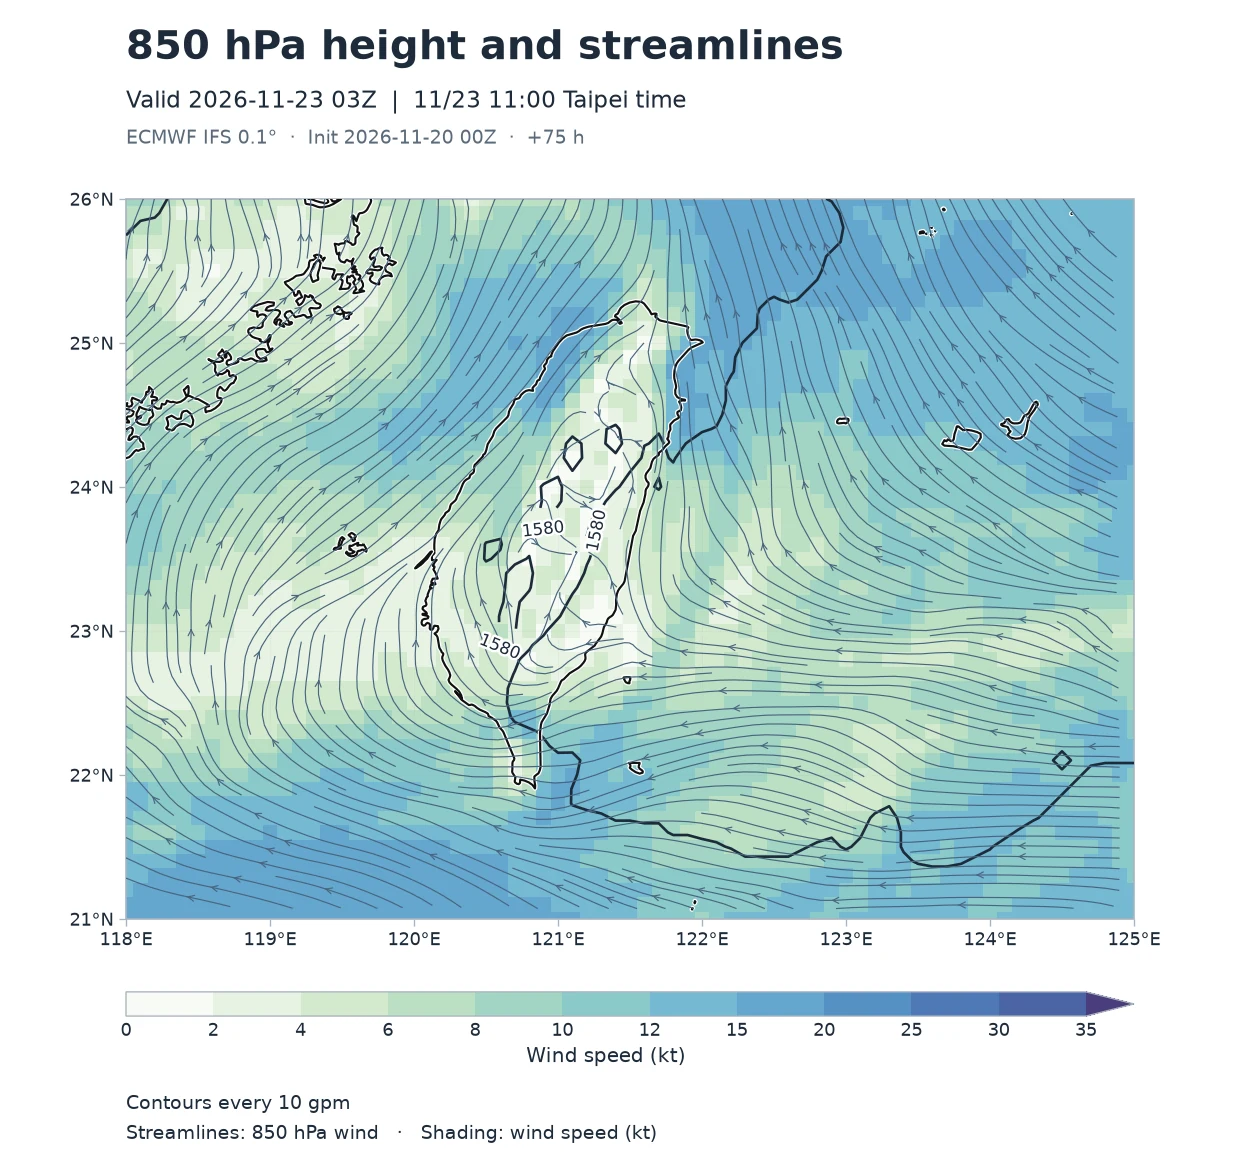 850 hPa height and streamlines
Valid 2026-11-23 03Z | 11/23 11:00 Taipei time
ECMWF IFS 0.1° · Init 2026-11-20 00Z · +75 h
26°N
25°N
24°N
23°N
22°N
21°N
1580
1580
1580
118°E 119°E 120°E 121°E 122°E 123°E 124°E 125°E
0 2 4 6 8 10 12 15 20 25 30 35
Wind speed (kt)
Contours every 10 gpm
Streamlines: 850 hPa wind · Shading: wind speed (kt)